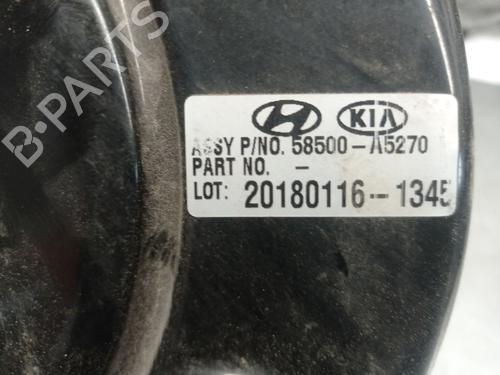 B-PARTS
KIA
ASSY P/NO. 58500-A5270
PART NO. -
LOT: 20180116-1345